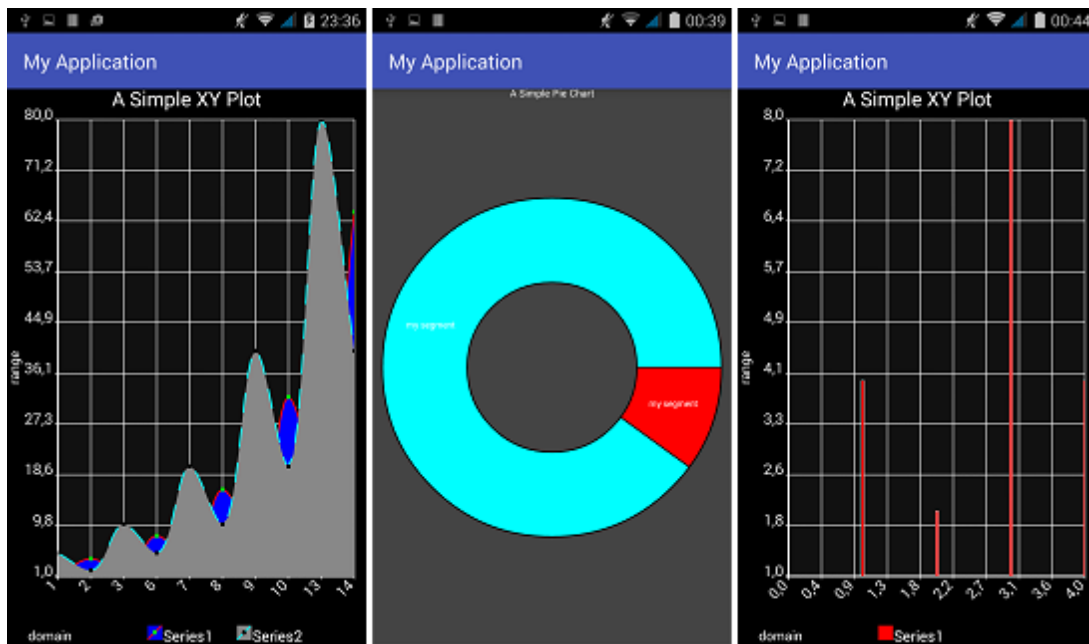 23:36
My Application
A Simple XY Plot
80,0
71,2
62,4
53,7
44,9
36,1
27,3
18,6
9,8
1,0
range
1 2 3 6 7 8 9 10 13 14
domain
Series1 Series2
00:39
My Application
A Simple Pie Chart
my segment
my segment
00:44
My Application
A Simple XY Plot
8,0
7,2
6,4
5,7
4,9
4,1
3,3
2,6
1,8
1,0
range
0,0 0,4 0,9 1,3 1,8 2,2 2,7 3,1 3,6 4,0
domain
Series1